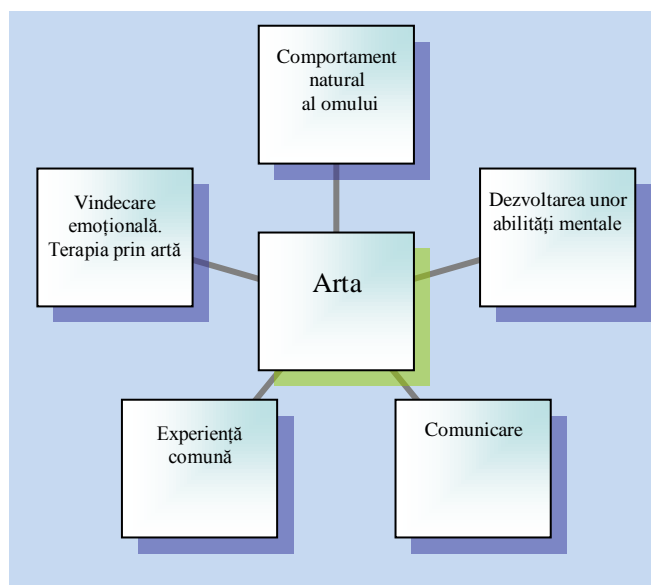 Comportament
natural
al omului
Vindecare
emoțională.
Terapia prin artă
Dezvoltarea unor
abilități mentale
Arta
Experiență
comună
Comunicare